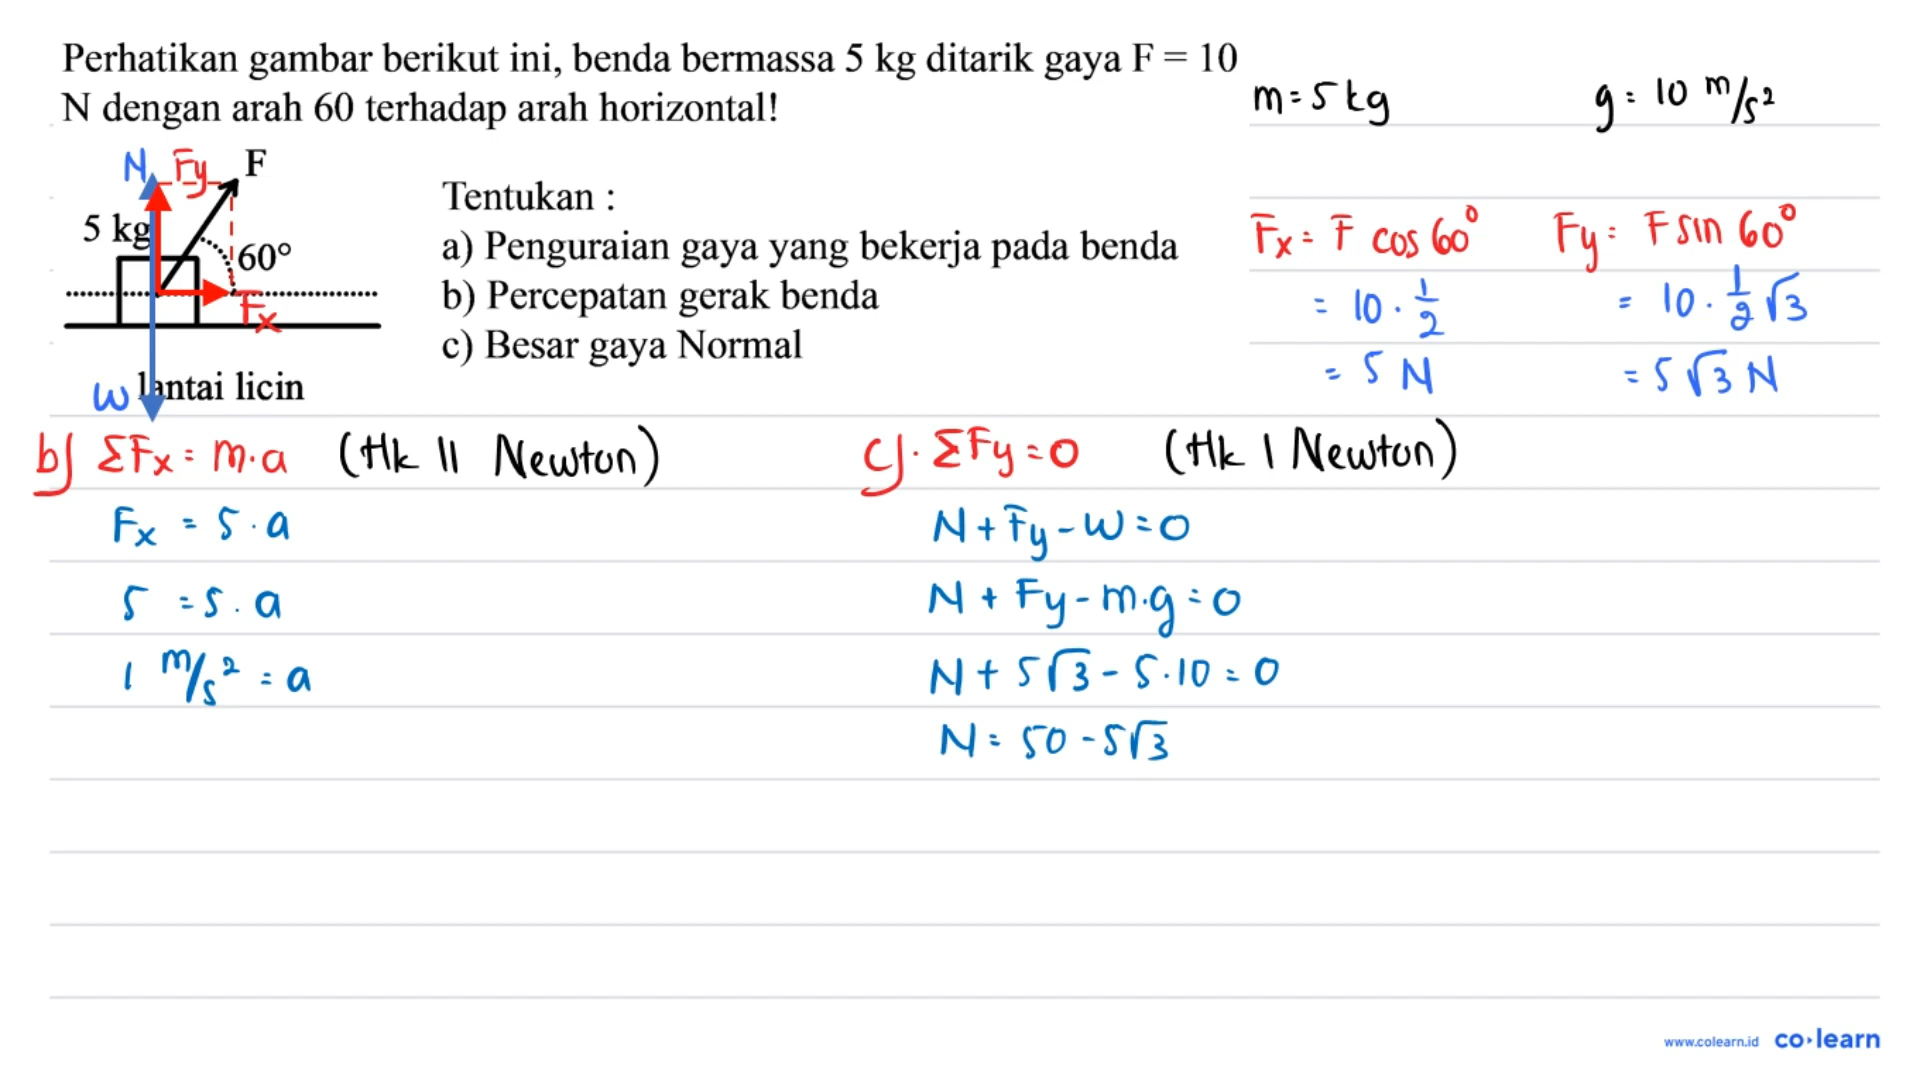 Perhatikan gambar berikut ini, benda bermassa 5 kg ditarik gaya F = 10
N dengan arah 60 terhadap arah horizontal!
m = 5 kg
g = 10 m/s²
N
Fy
F
5 kg
60°
Fx
W
lantai licin
Tentukan :
a) Penguraian gaya yang bekerja pada benda
b) Percepatan gerak benda
c) Besar gaya Normal
Fx = F cos 60°
= 10 . 1/2
= 5 N
Fy = F sin 60°
= 10 . 1/2 √3
= 5 √3 N
b) ΣFx = m.a (Hk II Newton)
Fx = 5 . a
5 = 5 . a
1 m/s² = a
c). ΣFy = 0 (Hk I Newton)
N + Fy - W = 0
N + Fy - m.g = 0
N + 5√3 - 5.10 = 0
N = 50 - 5√3
www.colearn.id co›learn